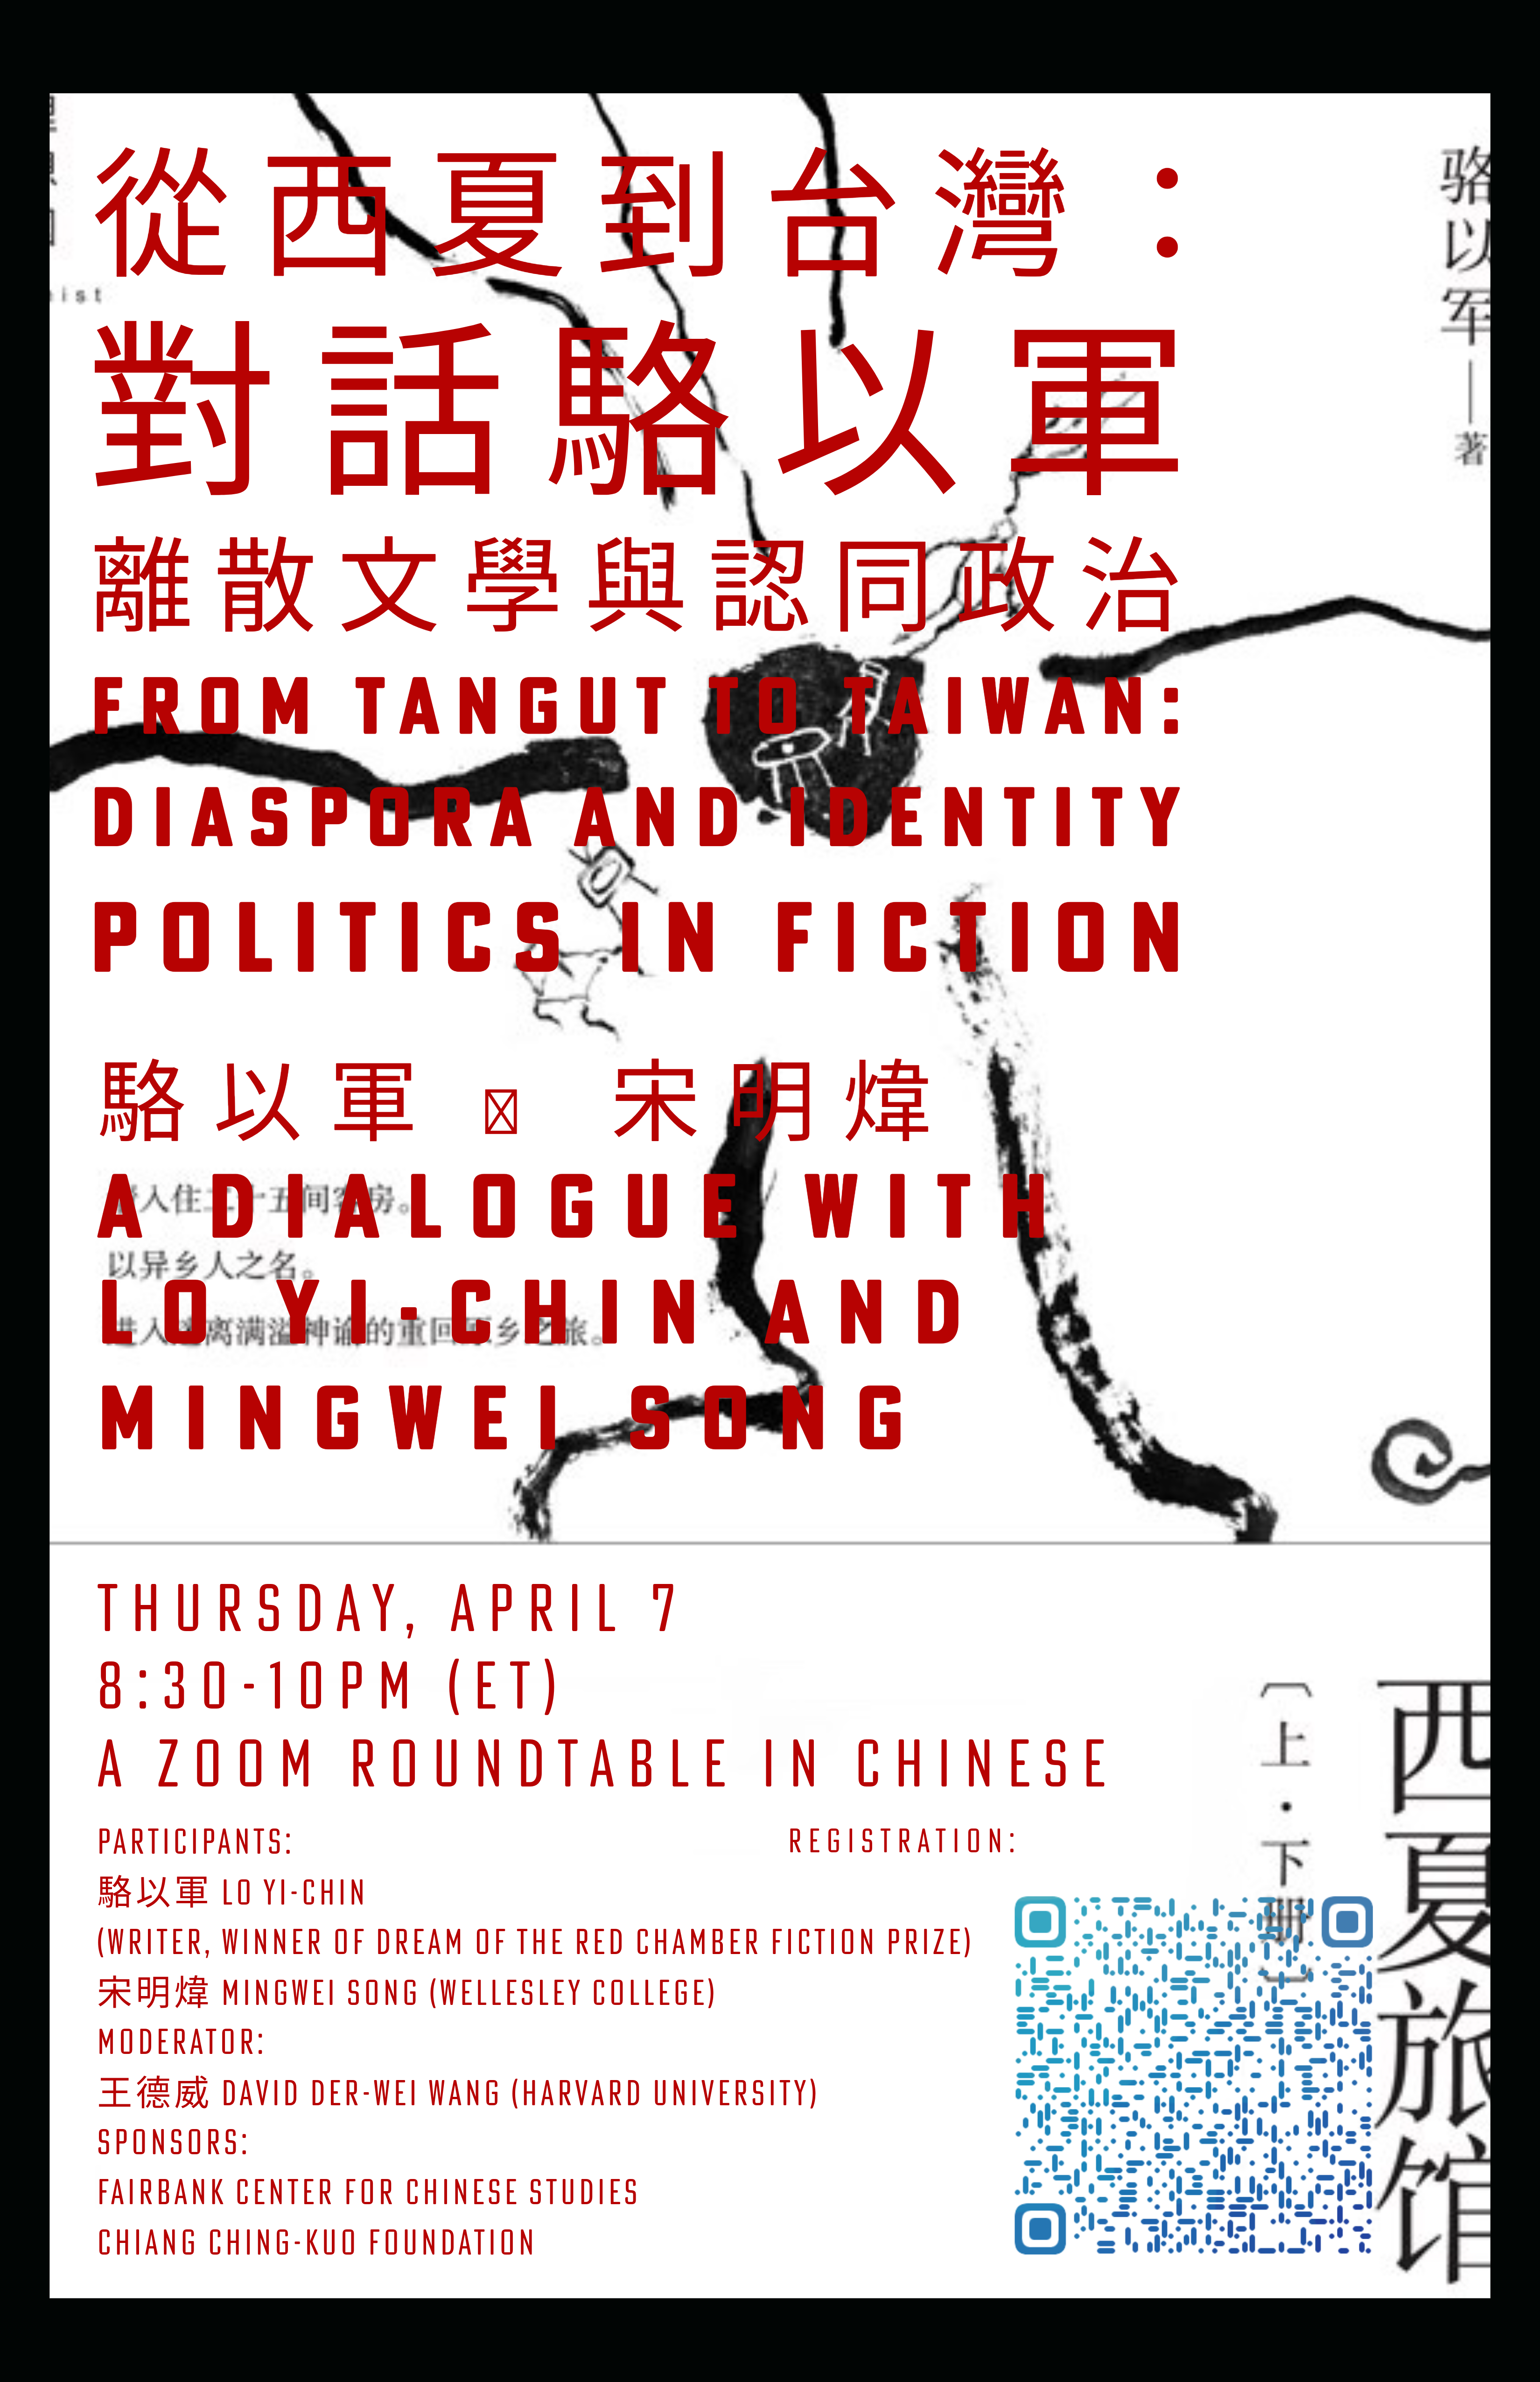 從西夏到台灣：
對話駱以軍
離散文學與認同政治
FROM TANGUT TO TAIWAN:
DIASPORA AND IDENTITY
POLITICS IN FICTION
駱以軍 宋明煒
A DIALOGUE WITH
LO YI-CHIN AND
MINGWEI SONG
骆以军—著
以异乡人之名。
THURSDAY, APRIL 7
8:30-10PM (ET)
A ZOOM ROUNDTABLE IN CHINESE
PARTICIPANTS:
駱以軍 LO YI-CHIN
(WRITER, WINNER OF DREAM OF THE RED CHAMBER FICTION PRIZE)
宋明煒 MINGWEI SONG (WELLESLEY COLLEGE)
MODERATOR:
王德威 DAVID DER-WEI WANG (HARVARD UNIVERSITY)
SPONSORS:
FAIRBANK CENTER FOR CHINESE STUDIES
CHIANG CHING-KUO FOUNDATION
REGISTRATION:
〔上·下册〕
西夏旅馆